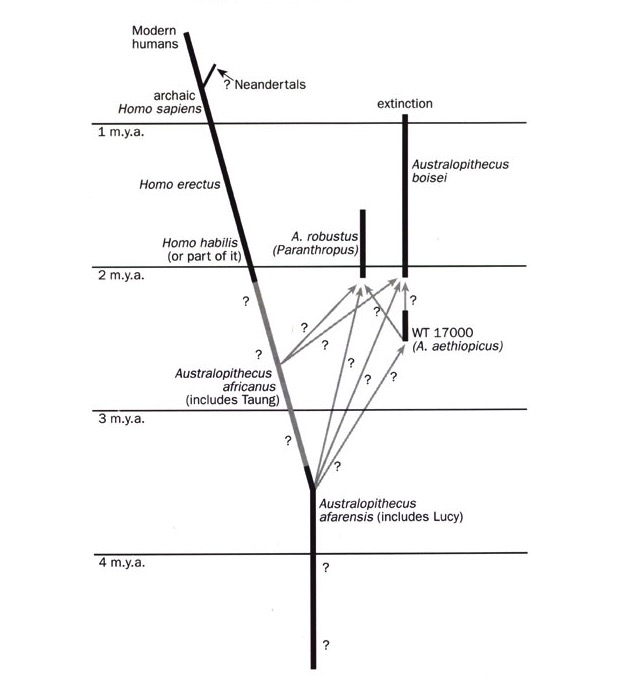 Modern
humans
? Neandertals
archaic
Homo sapiens
extinction
1 m.y.a.
Australopithecus
boisei
Homo erectus
Homo habilis
(or part of it)
A. robustus
(Paranthropus)
2 m.y.a.
?
?
?
?
?
?
WT 17000
(A. aethiopicus)
?
?
?
?
Australopithecus
africanus
(includes Taung)
3 m.y.a.
?
?
Australopithecus
afarensis (includes Lucy)
4 m.y.a.
?
?